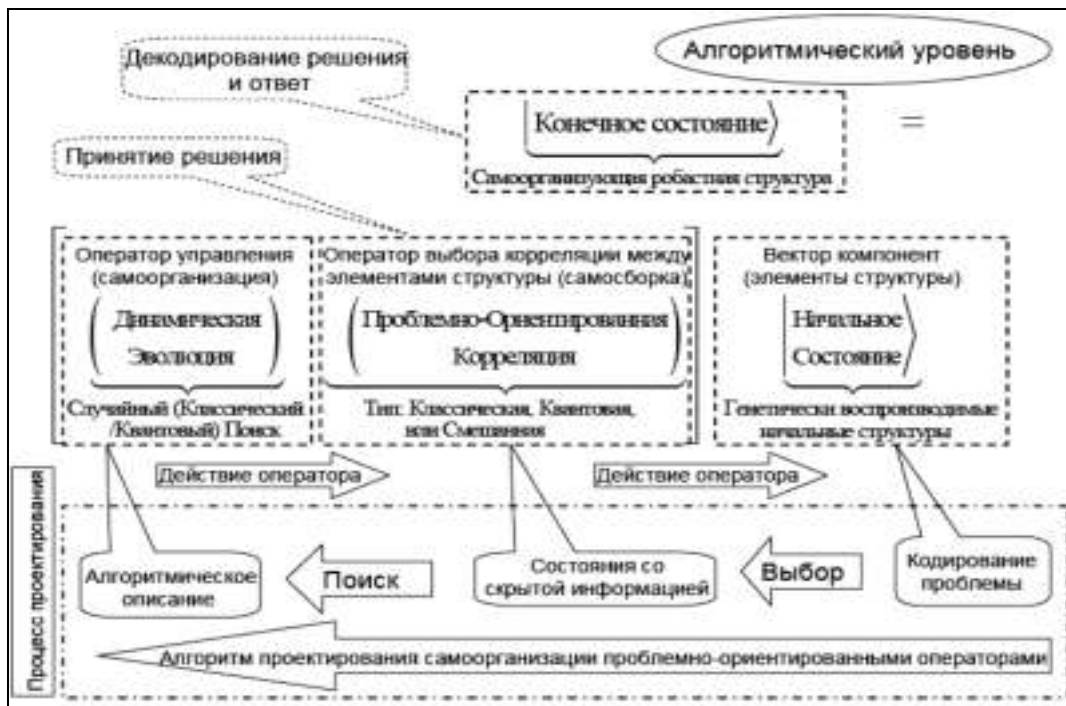 Алгоритмический уровень
Декодирование решения
и ответ
Конечное состояние
=
Самоорганизующая робастная структура
Принятие решения
Оператор управления
(самоорганизация)
Динамическая
Эволюция
Случайный (Классический
/Квантовый) Поиск
Оператор выбора корреляции между
элементами структуры (самосборка)
Проблемно-Ориентированная
Корреляция
Тип: Классическая, Квантовая,
или Смешанная
Вектор компонент
(элементы структуры)
Начальное
Состояние
Генетически воспроизводимые
начальные структуры
Действие оператора
Действие оператора
Процесс проектирования
Алгоритмическое
описание
Поиск
Состояния со
скрытой информацией
Выбор
Кодирование
проблемы
Алгоритм проектирования самоорганизации проблемно-ориентированными операторами